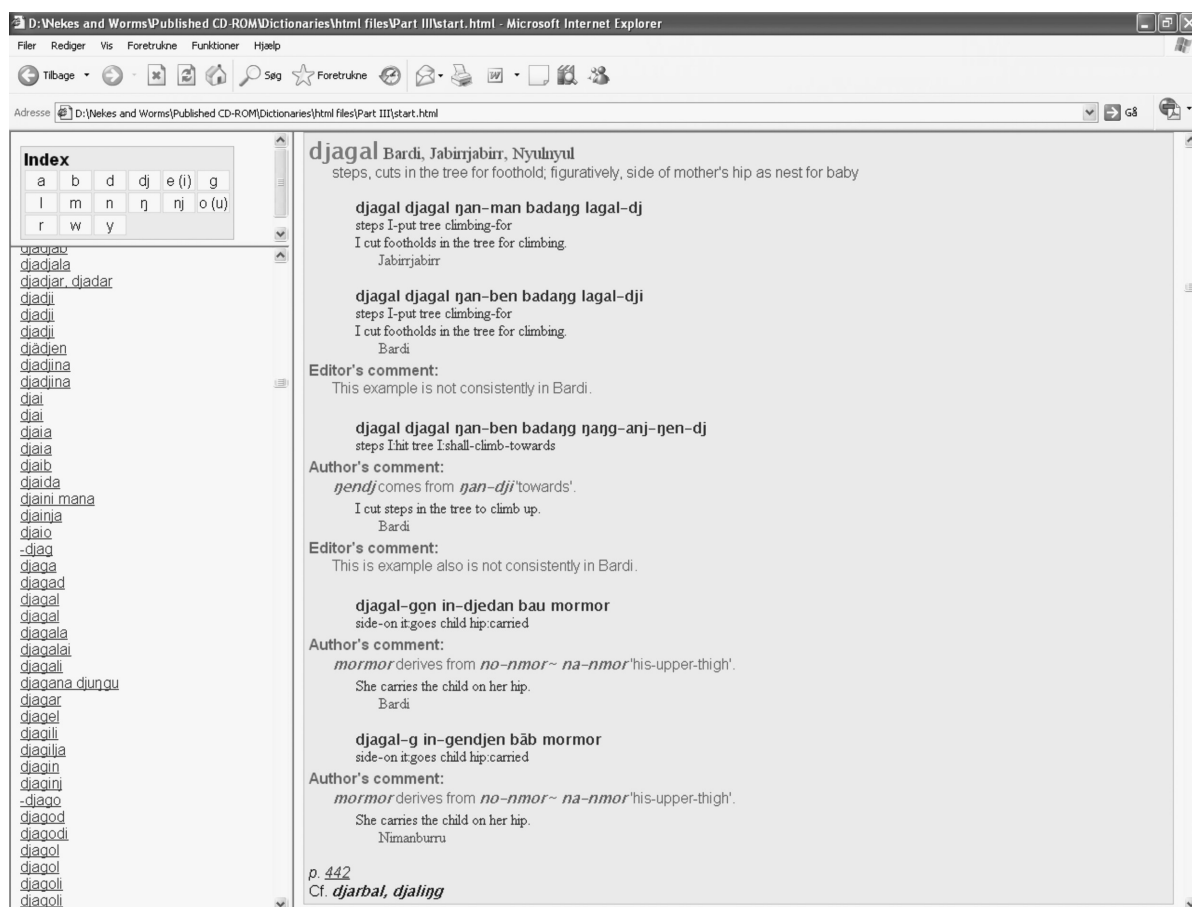 D:\Nekes and Worms\Published CD-ROM\Dictionaries\html files\Part III\start.html - Microsoft Internet Explorer
Filer Rediger Vis Foretrukne Funktioner Hjælp
Tilbage Søg Foretrukne
Adresse D:\Nekes and Worms\Published CD-ROM\Dictionaries\html files\Part III\start.html Gå
Index
a b d dj e (i) g
l m n ŋ nj o (u)
r w y
djadjab
djadjala
djadjar, djadar
djadji
djadji
djadji
djädjen
djadjina
djadjina
djai
djai
djaia
djaia
djaib
djaida
djaini mana
djainja
djaio
-djag
djaga
djagad
djagal
djagal
djagala
djagalai
djagali
djagana djuŋgu
djagar
djagel
djagili
djagilja
djagin
djaginj
-djago
djagod
djagodi
djagol
djagol
djagoli
djagoli
djagal Bardi, Jabirrjabirr, Nyulnyul
steps, cuts in the tree for foothold; figuratively, side of mother's hip as nest for baby
djagal djagal ŋan-man badaŋg lagal-dj
steps I-put tree climbing-for
I cut footholds in the tree for climbing.
Jabirrjabirr
djagal djagal ŋan-ben badaŋg lagal-dji
steps I-put tree climbing-for
I cut footholds in the tree for climbing.
Bardi
Editor's comment:
This example is not consistently in Bardi.
djagal djagal ŋan-ben badaŋg ŋaŋg-anj-ŋen-dj
steps I:hit tree I:shall-climb-towards
Author's comment:
ŋendj comes from ŋan-dji 'towards'.
I cut steps in the tree to climb up.
Bardi
Editor's comment:
This is example also is not consistently in Bardi.
djagal-go̱n in-djedan bau mormor
side-on it:goes child hip:carried
Author's comment:
mormor derives from no-nmor~ na-nmor 'his-upper-thigh'.
She carries the child on her hip.
Bardi
djagal-g in-gendjen bāb mormor
side-on it:goes child hip:carried
Author's comment:
mormor derives from no-nmor~ na-nmor 'his-upper-thigh'.
She carries the child on her hip.
Nimanburru
p. 442
Cf. djarbal, djaliŋg